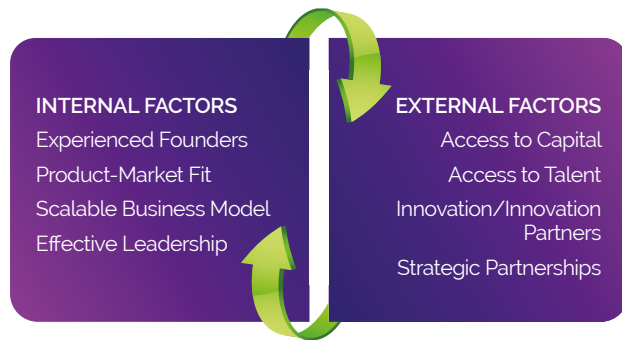 INTERNAL FACTORS
Experienced Founders
Product-Market Fit
Scalable Business Model
Effective Leadership
EXTERNAL FACTORS
Access to Capital
Access to Talent
Innovation/Innovation
Partners
Strategic Partnerships